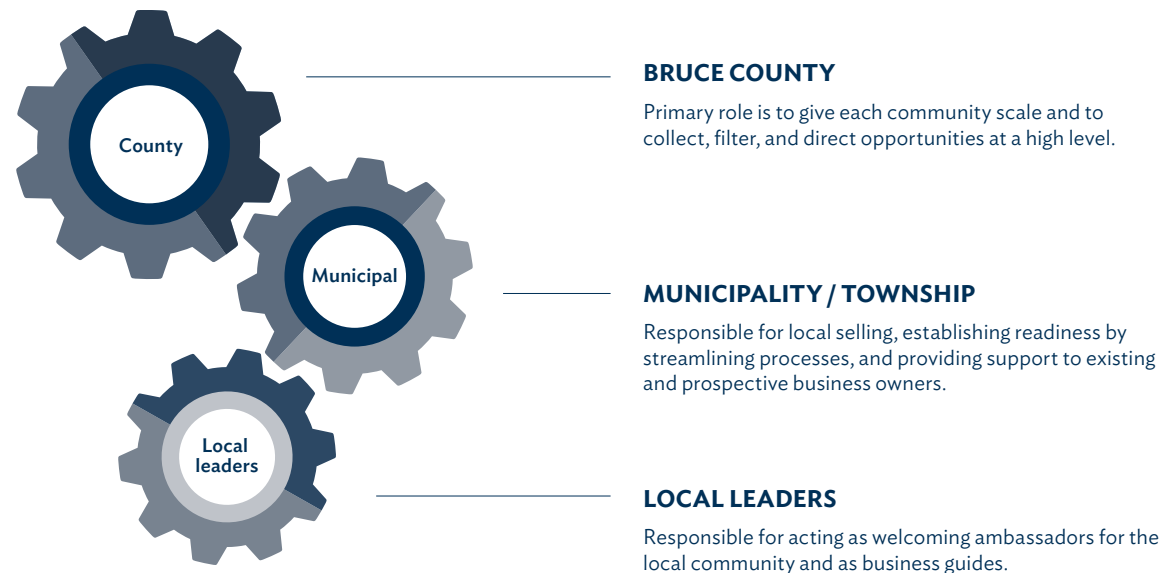 County
BRUCE COUNTY
Primary role is to give each community scale and to
collect, filter, and direct opportunities at a high level.
Municipal
MUNICIPALITY / TOWNSHIP
Responsible for local selling, establishing readiness by
streamlining processes, and providing support to existing
and prospective business owners.
Local
leaders
LOCAL LEADERS
Responsible for acting as welcoming ambassadors for the
local community and as business guides.